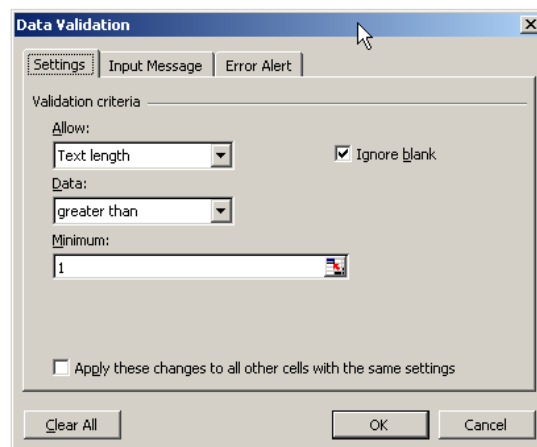 Data Validation
Settings Input Message Error Alert
Validation criteria
Allow:
Text length Ignore blank
Data:
greater than
Minimum:
1
Apply these changes to all other cells with the same settings
Clear All OK Cancel